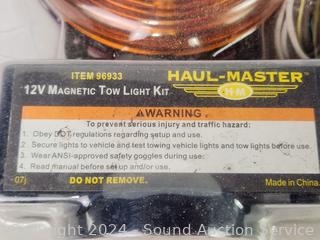 ITEM 96933
HAUL-MASTER
12V MAGNETIC TOW LIGHT KIT
H-M
⚠WARNING
To prevent serious injury and traffic hazard:
1. Obey DOT regulations regarding setup and use.
2. Secure lights to vehicle and test towing vehicle lights and tow lights before use.
3. Wear ANSI-approved safety goggles during use.
4. Read manual before set up and/or use.
07j DO NOT REMOVE. Made in China.
Copyright 2024 - Sound Auction Service